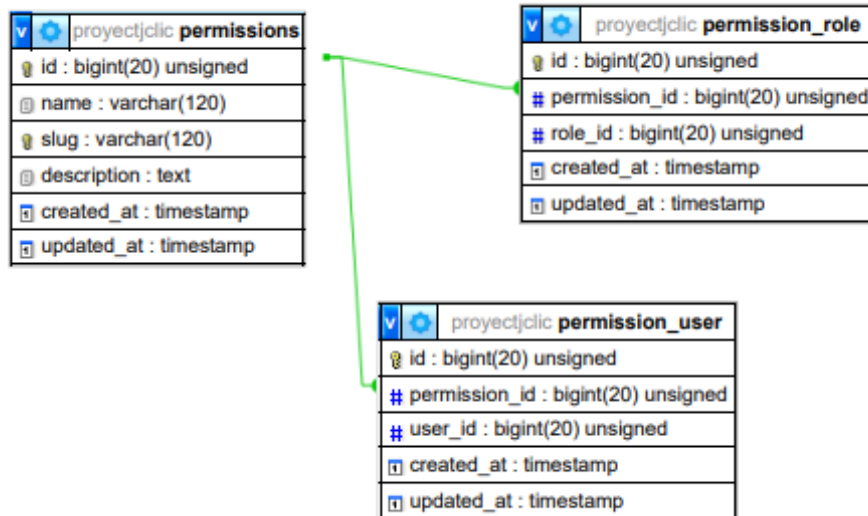 proyectjclic permissions
id : bigint(20) unsigned
name : varchar(120)
slug : varchar(120)
description : text
created_at : timestamp
updated_at : timestamp
proyectjclic permission_role
id : bigint(20) unsigned
permission_id : bigint(20) unsigned
role_id : bigint(20) unsigned
created_at : timestamp
updated_at : timestamp
proyectjclic permission_user
id : bigint(20) unsigned
permission_id : bigint(20) unsigned
user_id : bigint(20) unsigned
created_at : timestamp
updated_at : timestamp